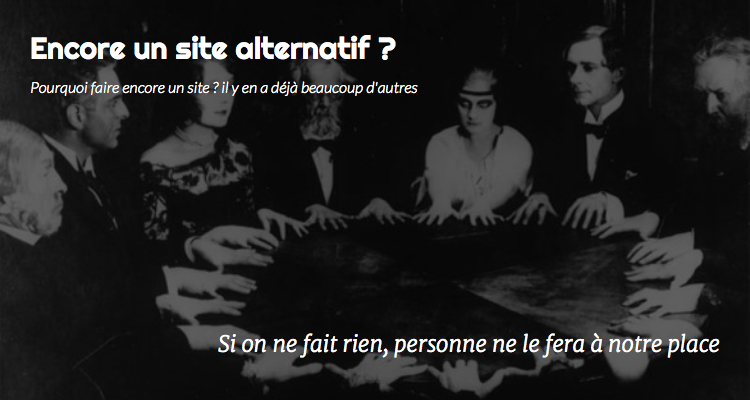 Encore un site alternatif ?
Pourquoi faire encore un site ? il y en a déjà beaucoup d'autres
Si on ne fait rien, personne ne le fera à notre place